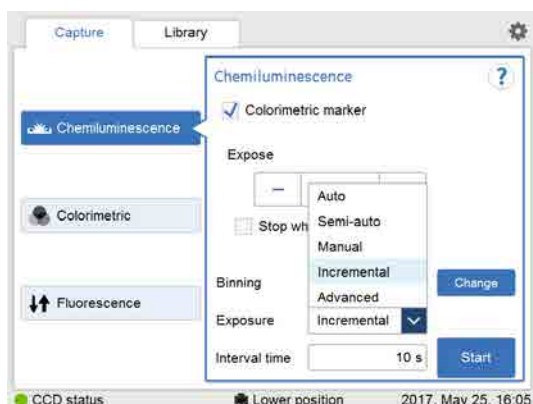 Capture
Library
Chemiluminescence
?
Colorimetric marker
Chemiluminescence
Expose
Auto
Semi-auto
Stop wh
Colorimetric
Manual
Incremental
Binning
Change
Advanced
Fluorescence
Exposure
Incremental
Interval time
10 s
Start
CCD status
Lower position
2017, May 25, 16:05